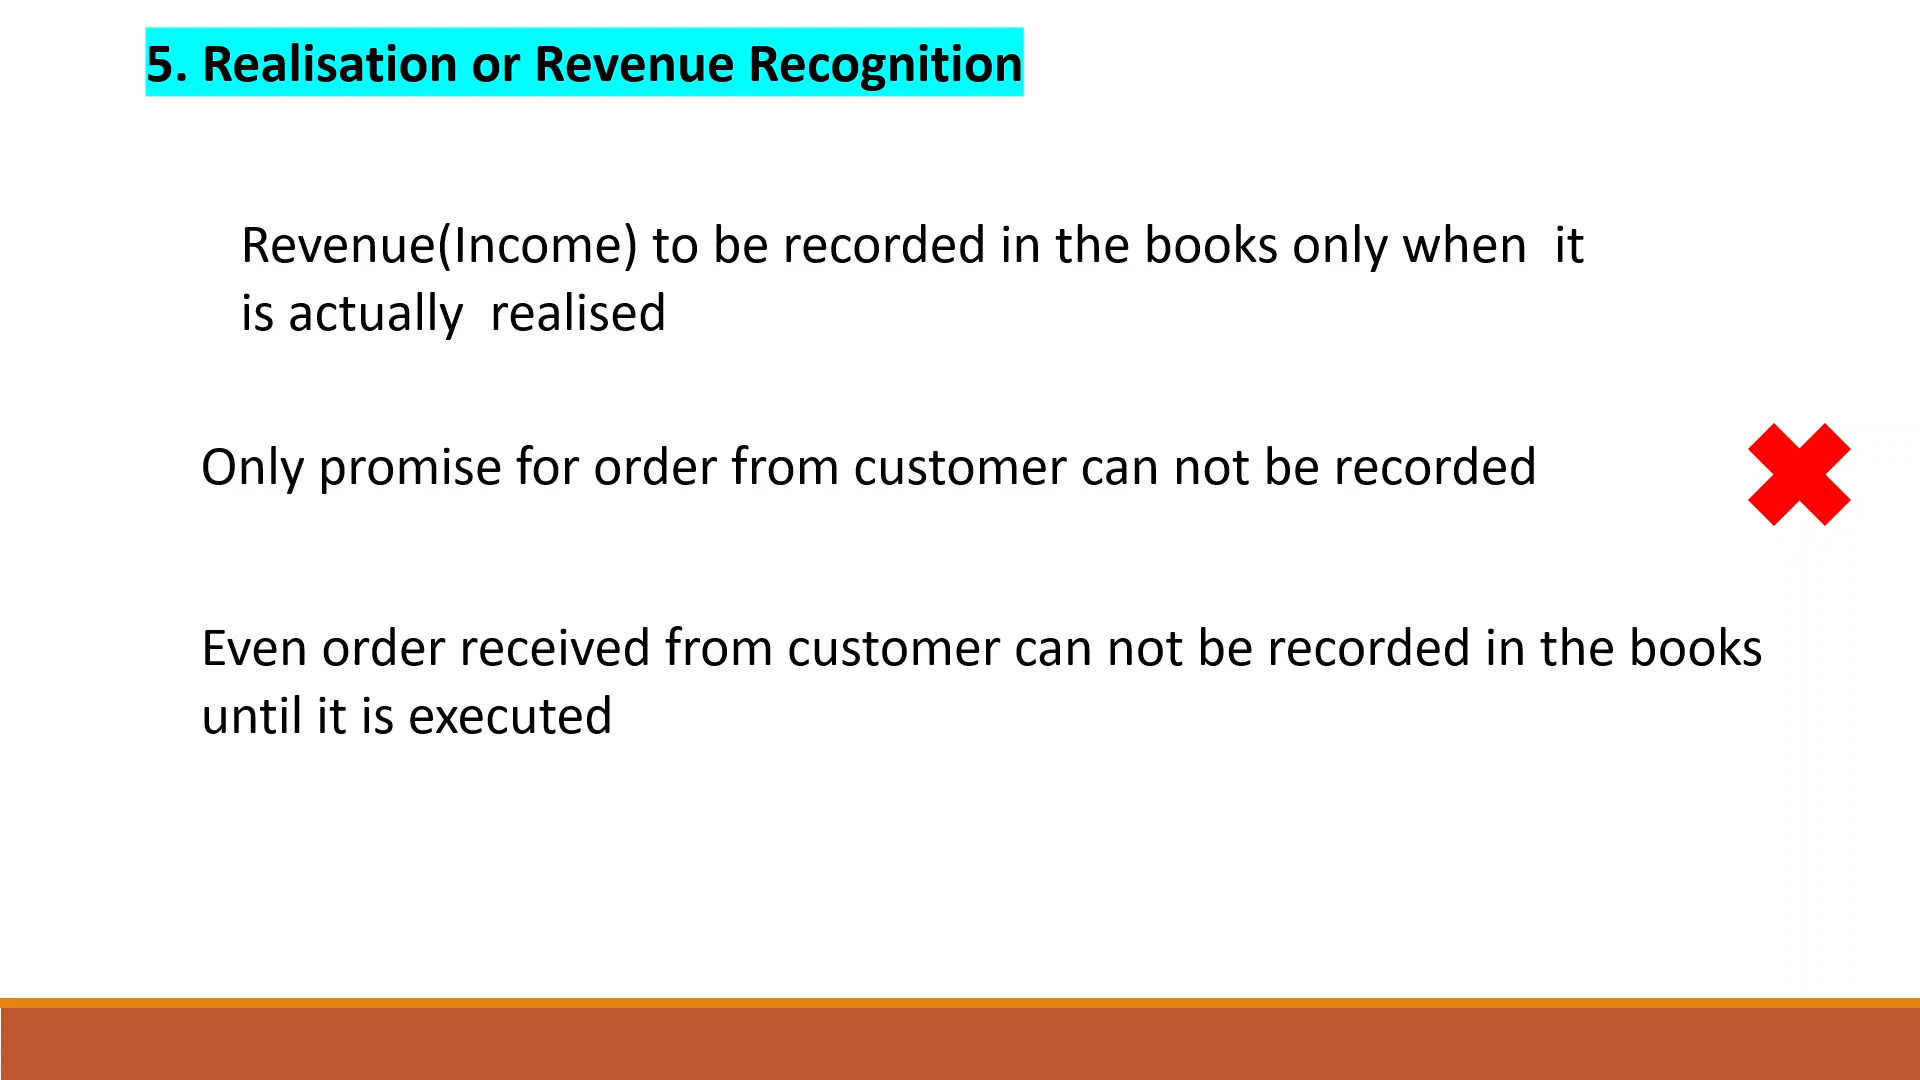 5. Realisation or Revenue Recognition
Revenue(Income) to be recorded in the books only when  it
is actually  realised
Only promise for order from customer can not be recorded
Even order received from customer can not be recorded in the books
until it is executed